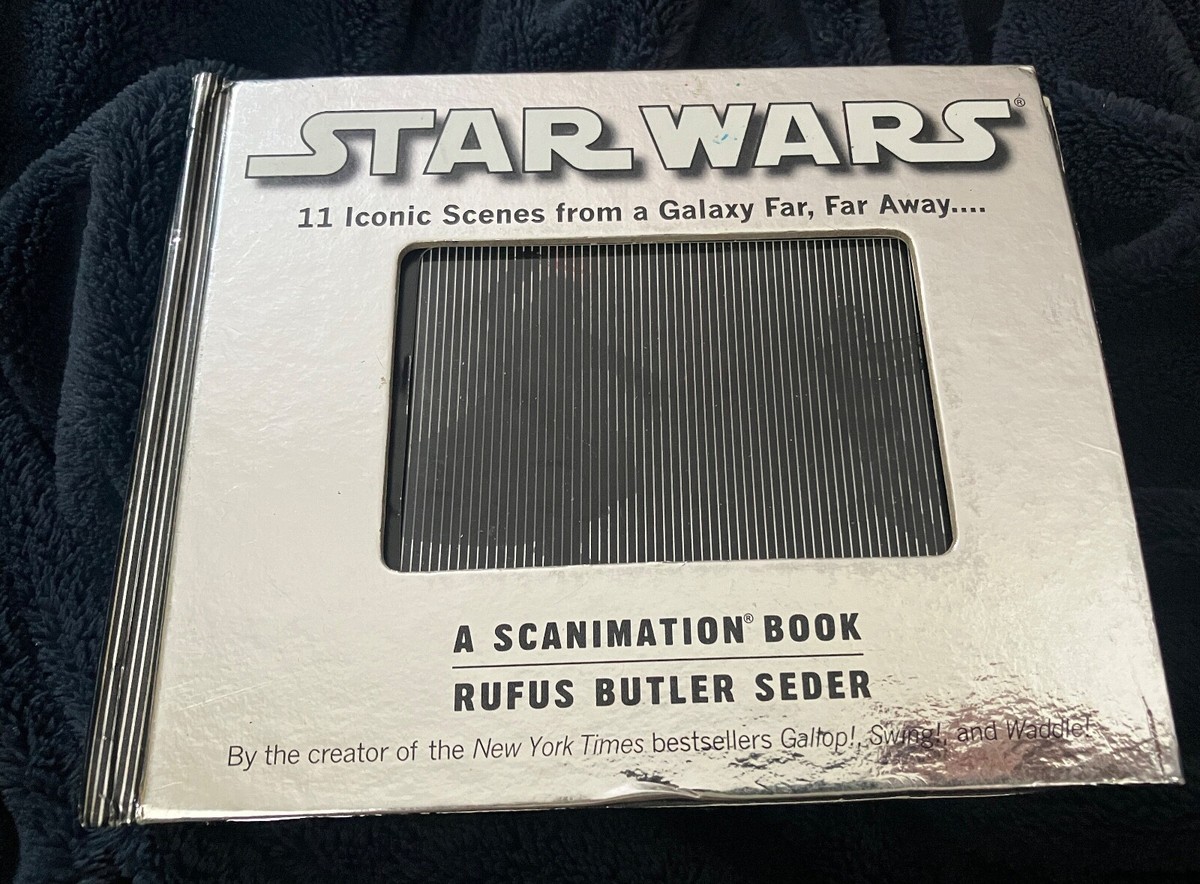 STAR WARS®
11 Iconic Scenes from a Galaxy Far, Far Away....
A SCANIMATION® BOOK
RUFUS BUTLER SEDER
By the creator of the New York Times bestsellers Gallop!, Swing!, and Waddle!